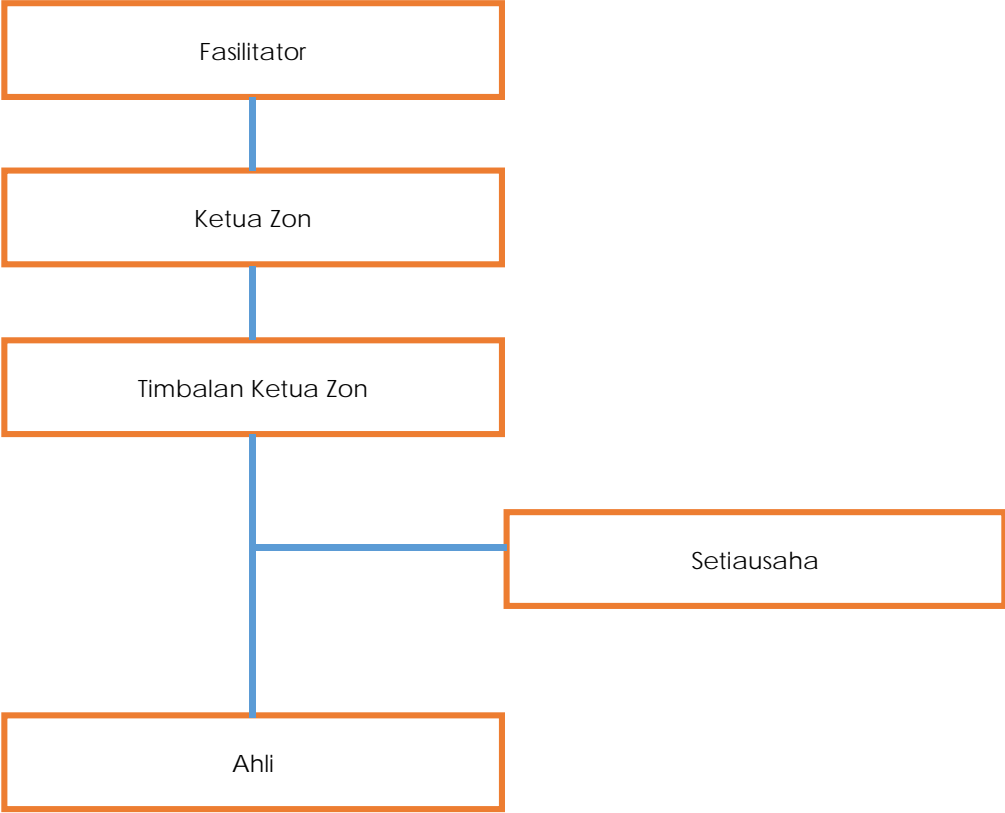 Fasilitator
Ketua Zon
Timbalan Ketua Zon
Setiausaha
Ahli